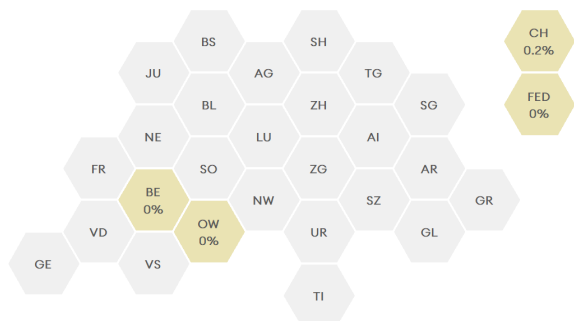 BS
SH
CH
0.2%
JU
AG
TG
BL
ZH
SG
FED
0%
NE
LU
AI
FR
SO
ZG
AR
BE
0%
NW
SZ
GR
VD
OW
0%
UR
GL
GE
VS
TI